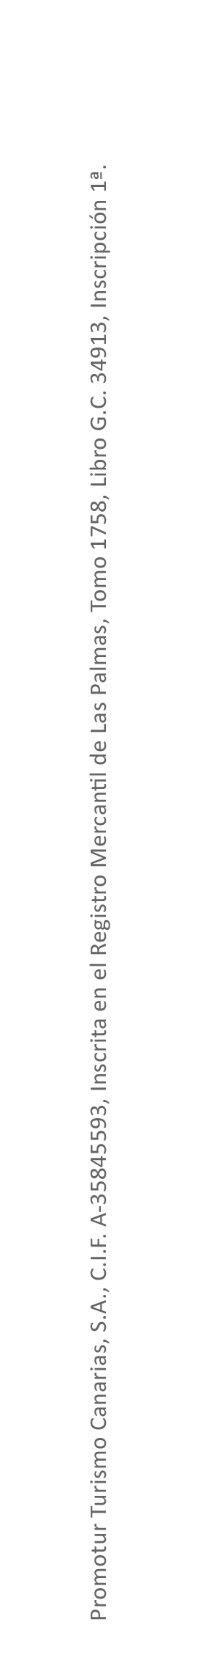 Promotur Turismo Canarias, S.A., C.I.F. A-35845593, Inscrita en el Registro Mercantil de Las Palmas, Tomo 1758, Libro G.C. 34913, Inscripción 1ª.